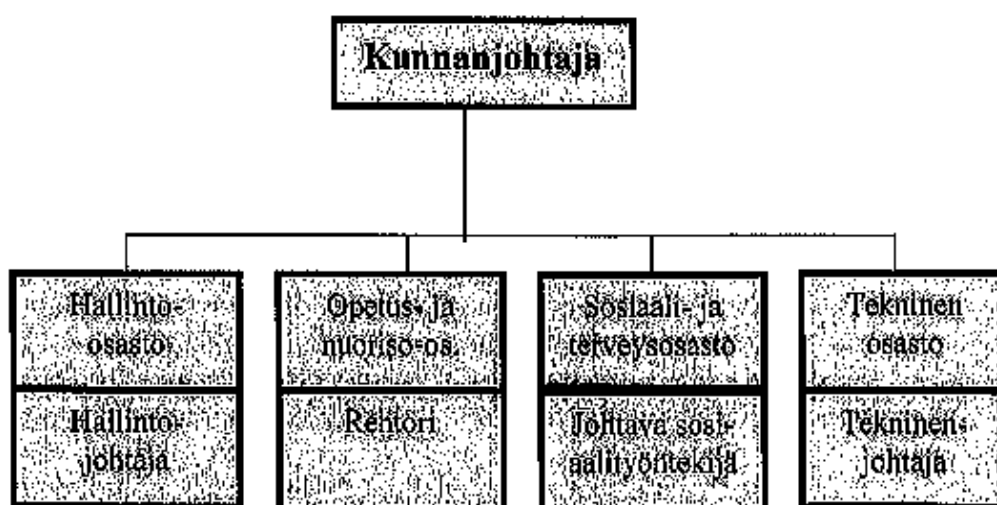 Kunnanjohtaja
Hallinto-
osasto
Opetus- ja
nuoriso-os.
Sosiaali- ja
terveysosasto
Tekninen
osasto
Hallinto-
johtaja
Rehtori
Johtava sosi-
aalityöntekijä
Tekninen-
johtaja